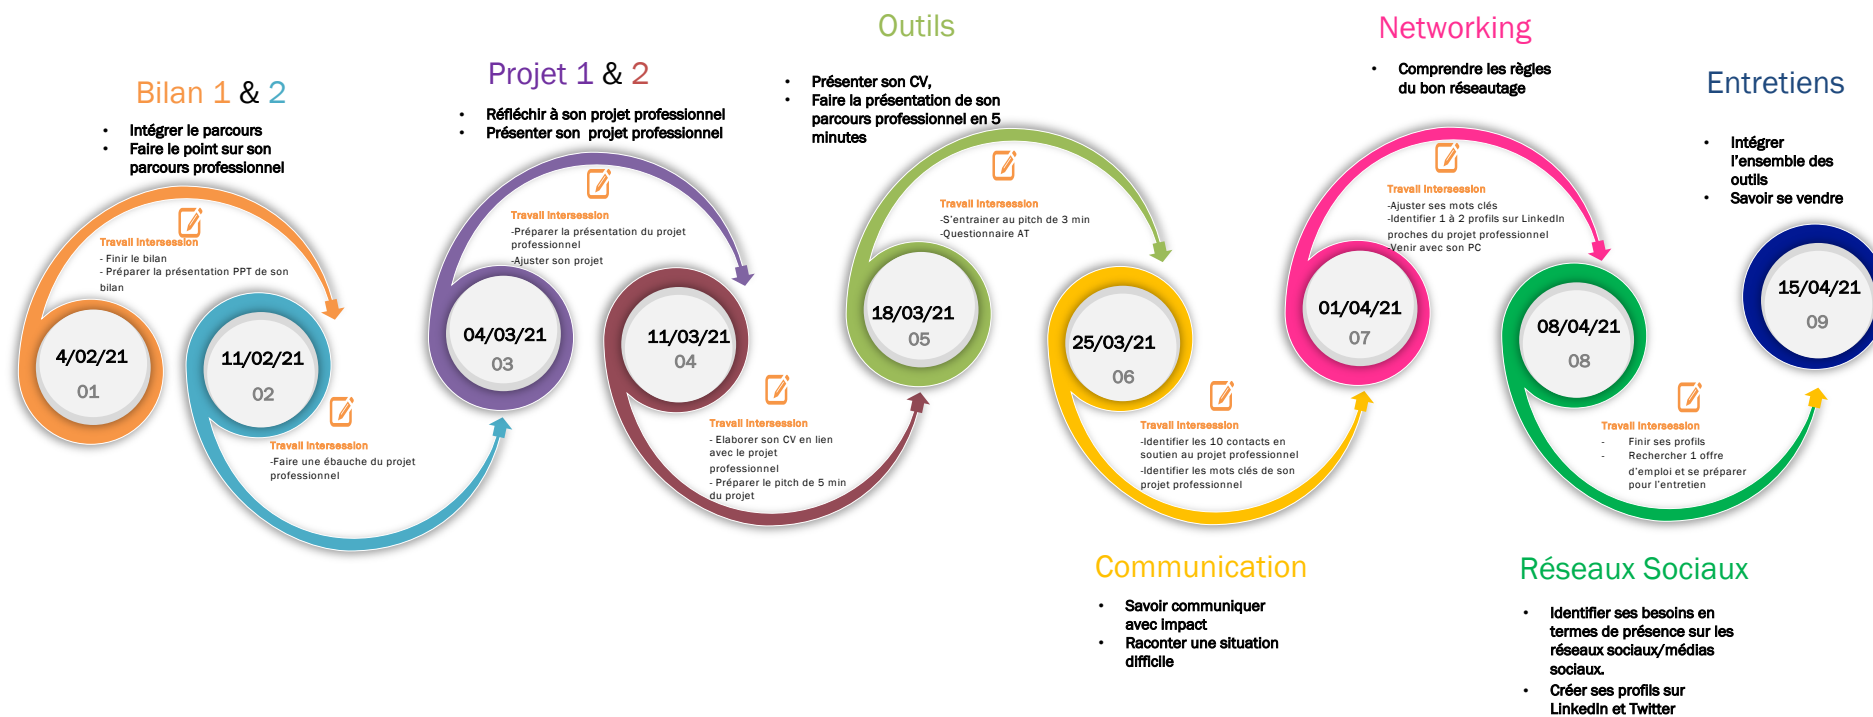 Bilan 1 & 2
• Intégrer le parcours
• Faire le point sur son
parcours professionnel
Travail Intersession
- Finir le bilan
- Préparer la présentation PPT de son
bilan
4/02/21
01
11/02/21
02
Travail Intersession
-Faire une ébauche du projet
professionnel
Projet 1 & 2
• Réfléchir à son projet professionnel
• Présenter son projet professionnel
Travail Intersession
-Préparer la présentation du projet
professionnel
-Ajuster son projet
04/03/21
03
11/03/21
04
Travail Intersession
- Elaborer son CV en lien
avec le projet
professionnel
- Préparer le pitch de 5 min
du projet
Outils
• Présenter son CV,
• Faire la présentation de son
parcours professionnel en 5
minutes
Travail Intersession
-S'entrainer au pitch de 3 min
-Questionnaire AT
18/03/21
05
25/03/21
06
Travail Intersession
-Identifier les 10 contacts en
soutien au projet professionnel
-Identifier les mots clés de son
projet professionnel
Communication
• Savoir communiquer
avec impact
• Raconter une situation
difficile
Networking
• Comprendre les règles
du bon réseautage
Travail Intersession
-Ajuster ses mots clés
-Identifier 1 à 2 profils sur LinkedIn
proches du projet professionnel
-Venir avec son PC
01/04/21
07
08/04/21
08
Travail Intersession
- Finir ses profils
- Rechercher 1 offre
d'emploi et se préparer
pour l'entretien
Réseaux Sociaux
• Identifier ses besoins en
termes de présence sur les
réseaux sociaux/médias
sociaux.
• Créer ses profils sur
LinkedIn et Twitter
Entretiens
• Intégrer
l'ensemble des
outils
• Savoir se vendre
15/04/21
09